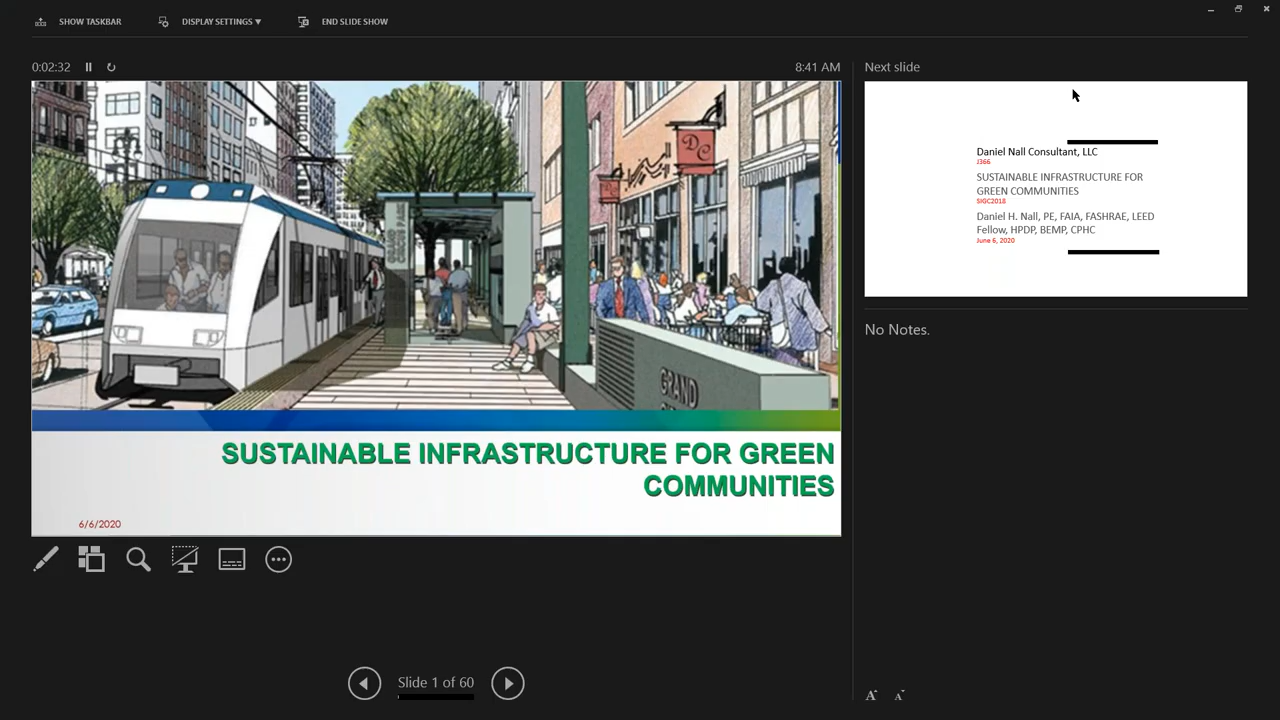 SHOW TASKBAR
DISPLAY SETTINGS ▼
END SLIDE SHOW
0:02:32
8:41 AM
DC
GRAND
SUSTAINABLE INFRASTRUCTURE FOR GREEN
COMMUNITIES
6/6/2020
Slide 1 of 60
Next slide
Daniel Nall Consultant, LLC
J366
SUSTAINABLE INFRASTRUCTURE FOR
GREEN COMMUNITIES
SIGC2018
Daniel H. Nall, PE, FAIA, FASHRAE, LEED
Fellow, HPDP, BEMP, CPHC
June 6, 2020
No Notes.
A
A